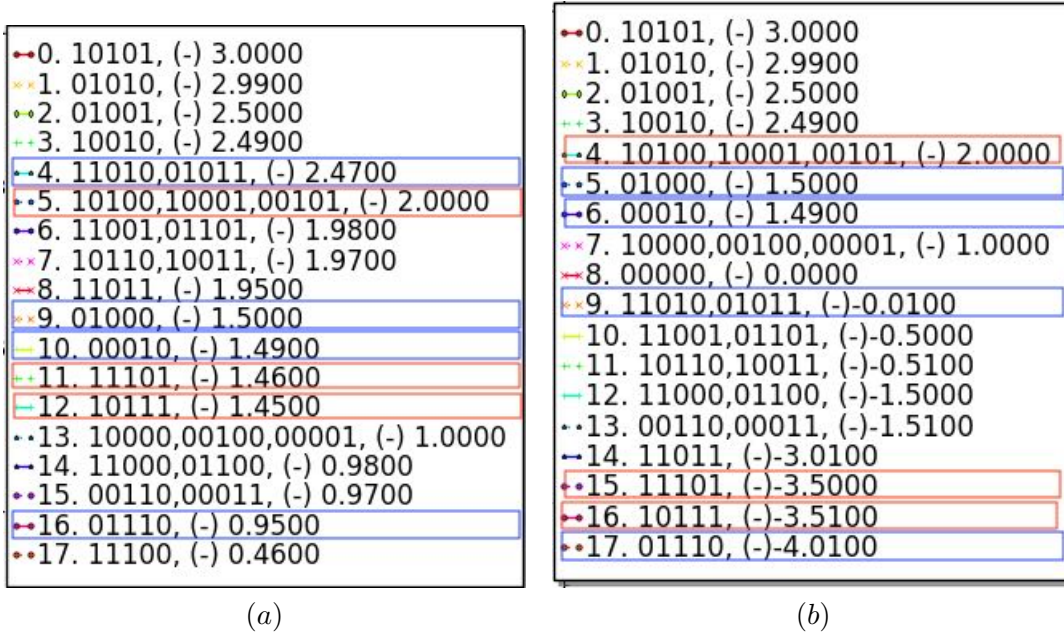 0. 10101, (-) 3.0000
1. 01010, (-) 2.9900
2. 01001, (-) 2.5000
3. 10010, (-) 2.4900
4. 11010,01011, (-) 2.4700
5. 10100,10001,00101, (-) 2.0000
6. 11001,01101, (-) 1.9800
7. 10110,10011, (-) 1.9700
8. 11011, (-) 1.9500
9. 01000, (-) 1.5000
10. 00010, (-) 1.4900
11. 11101, (-) 1.4600
12. 10111, (-) 1.4500
13. 10000,00100,00001, (-) 1.0000
14. 11000,01100, (-) 0.9800
15. 00110,00011, (-) 0.9700
16. 01110, (-) 0.9500
17. 11100, (-) 0.4600
(a)
0. 10101, (-) 3.0000
1. 01010, (-) 2.9900
2. 01001, (-) 2.5000
3. 10010, (-) 2.4900
4. 10100,10001,00101, (-) 2.0000
5. 01000, (-) 1.5000
6. 00010, (-) 1.4900
7. 10000,00100,00001, (-) 1.0000
8. 00000, (-) 0.0000
9. 11010,01011, (-)-0.0100
10. 11001,01101, (-)-0.5000
11. 10110,10011, (-)-0.5100
12. 11000,01100, (-)-1.5000
13. 00110,00011, (-)-1.5100
14. 11011, (-)-3.0100
15. 11101, (-)-3.5000
16. 10111, (-)-3.5100
17. 01110, (-)-4.0100
(b)